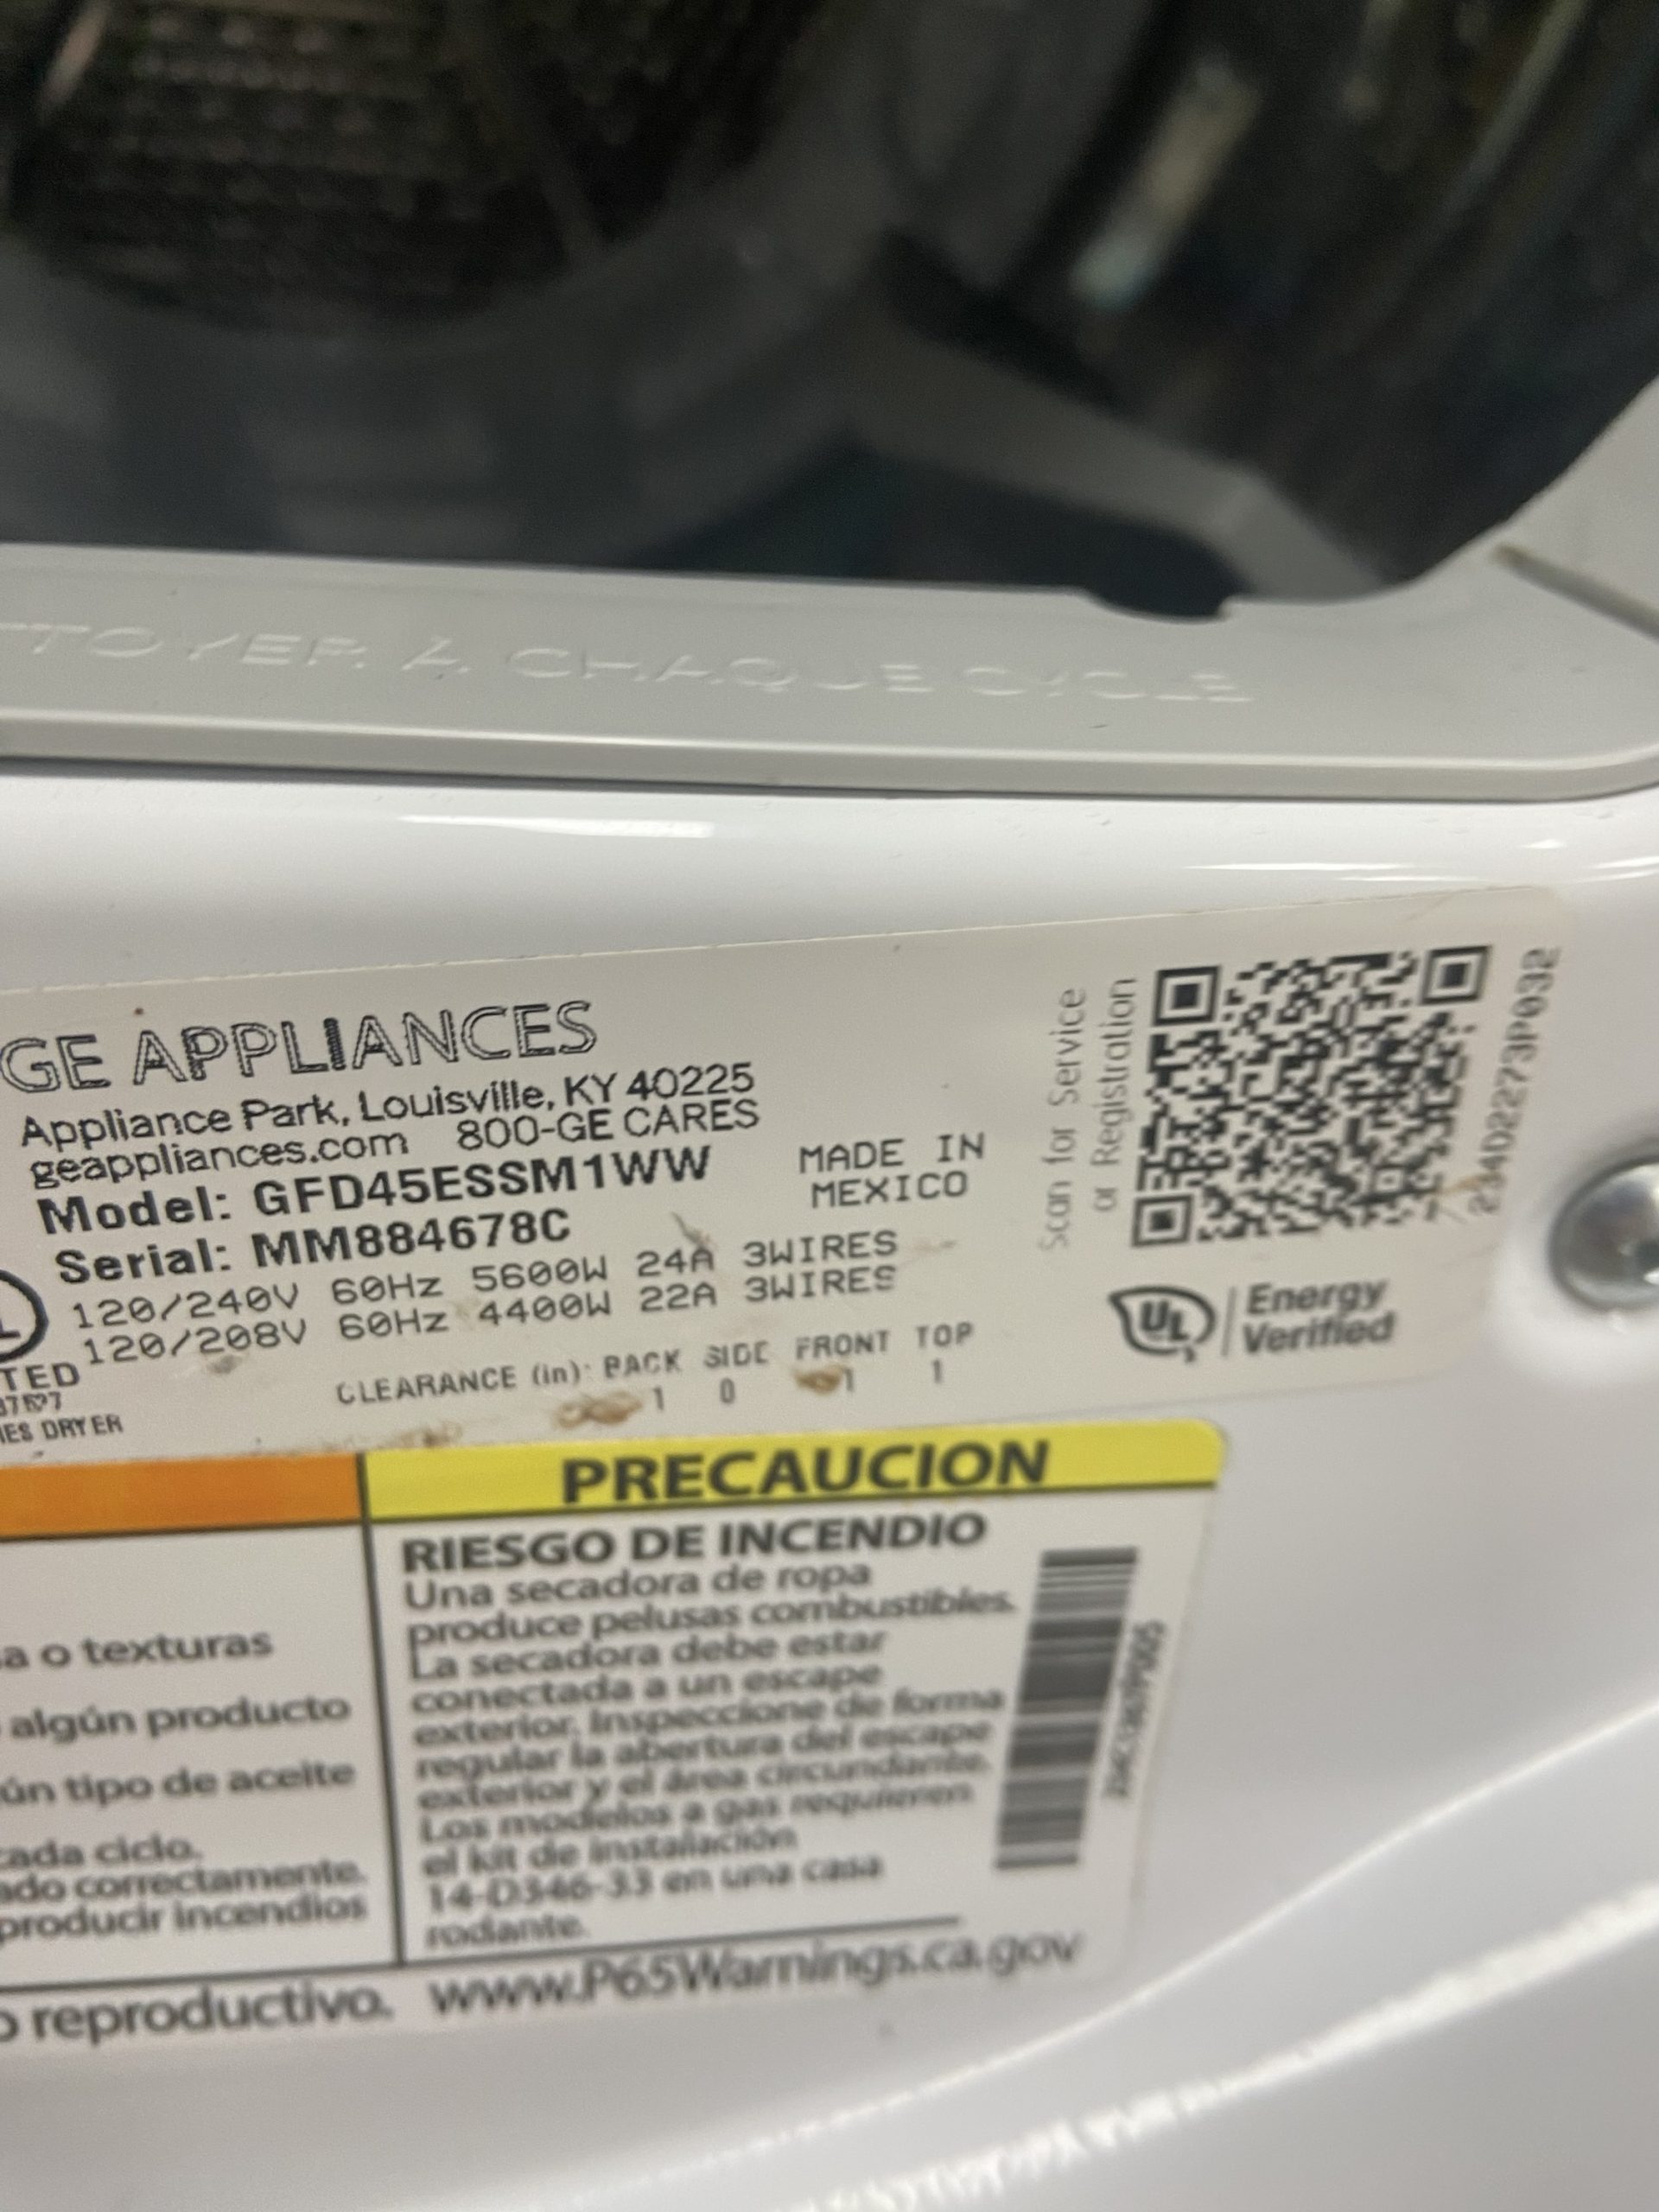 TTOYER À CHAQUE CYCLE
GE APPLIANCES
Appliance Park, Louisville, KY 40225
geappliances.com 800-GE CARES
Model: GFD45ESSM1WW
Serial: MM884678C
MADE IN
MEXICO
120/240V 60Hz 5600W 24A 3WIRES
120/208V 60Hz 4400W 22A 3WIRES
CLEARANCE (in): BACK SIDE FRONT TOP
1 0 1 1
TED
IES DRYER
Scan for Service
or Registration
234D2273P032
UL Energy
Verified
PRECAUCION
RIESGO DE INCENDIO
Una secadora de ropa
produce pelusas combustibles.
La secadora debe estar
conectada a un escape
exterior. Inspeccione de forma
regular la abertura del escape
exterior y el área circundante.
Los modelos a gas requieren
el kit de instalación
14-D346-33 en una casa
rodante.
a o texturas
algún producto
ún tipo de aceite
cada ciclo.
ado correctamente.
producir incendios
o reproductivo. www.P65Warnings.ca.gov